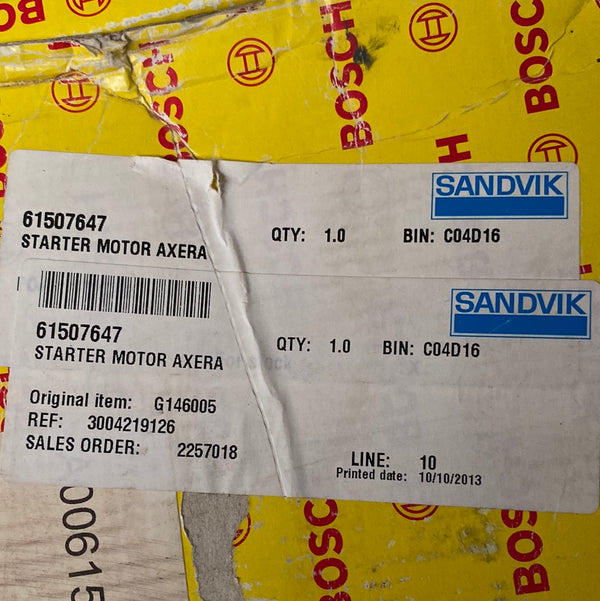 BOSCH
BOSCH
BOSCH
SANDVIK
61507647
STARTER MOTOR AXERA
QTY: 1.0 BIN: C04D16
SANDVIK
61507647
STARTER MOTOR AXERA
QTY: 1.0 BIN: C04D16
Original item: G146005
REF: 3004219126
SALES ORDER: 2257018
LINE: 10
Printed date: 10/10/2013
BOSCH
BOSCH